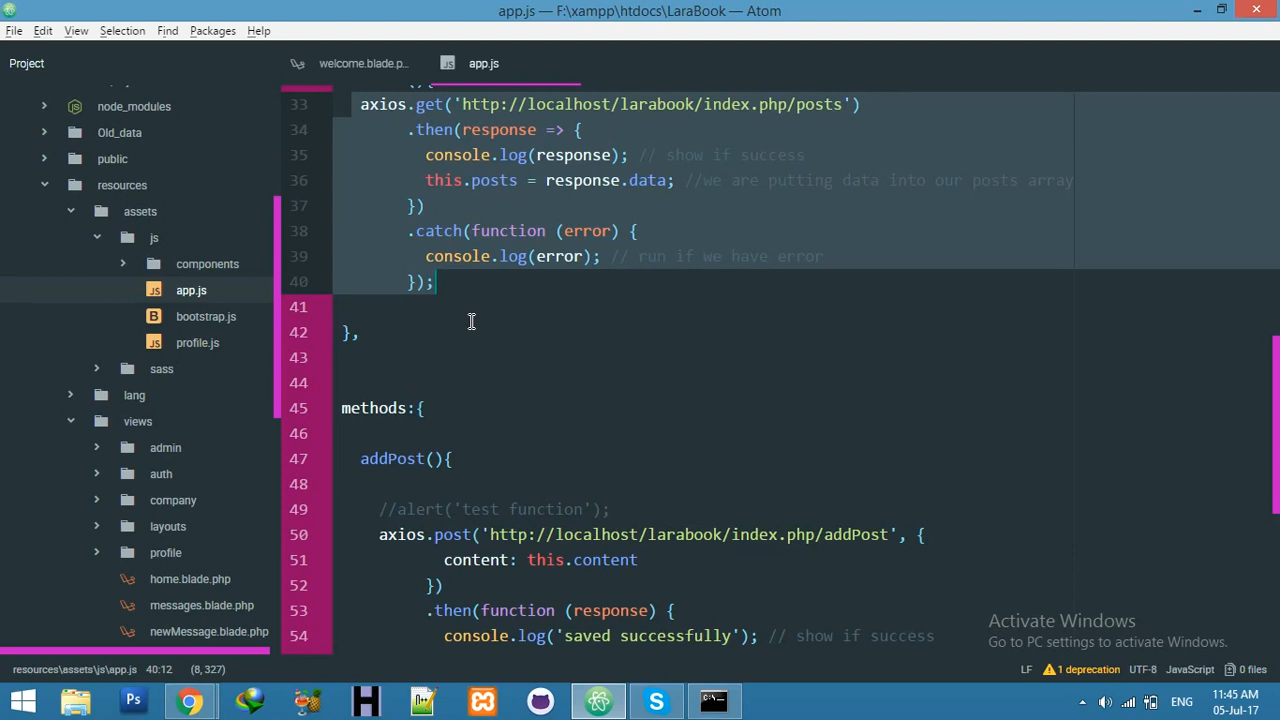 app.js — F:\xampp\htdocs\LaraBook — Atom
File Edit View Selection Find Packages Help
Project
welcome.blade.p...
JS app.js
node_modules
Old_data
public
resources
assets
js
components
JS app.js
B bootstrap.js
JS profile.js
sass
lang
views
admin
auth
company
layouts
profile
home.blade.php
messages.blade.php
newMessage.blade.php
33 axios.get('http://localhost/larabook/index.php/posts')
34 .then(response => {
35 console.log(response); // show if success
36 this.posts = response.data; //we are putting data into our posts array
37 })
38 .catch(function (error) {
39 console.log(error); // run if we have error
40 });
41
42 },
43
44
45 methods:{
46
47 addPost(){
48
49 //alert('test function');
50 axios.post('http://localhost/larabook/index.php/addPost', {
51 content: this.content
52 })
53 .then(function (response) {
54 console.log('saved successfully'); // show if success
Activate Windows
Go to PC settings to activate Windows.
resources\assets\js\app.js 40:12 (8, 327) LF 1 deprecation UTF-8 JavaScript 0 files
Ps
H
S
ENG
11:45 AM
05-Jul-17